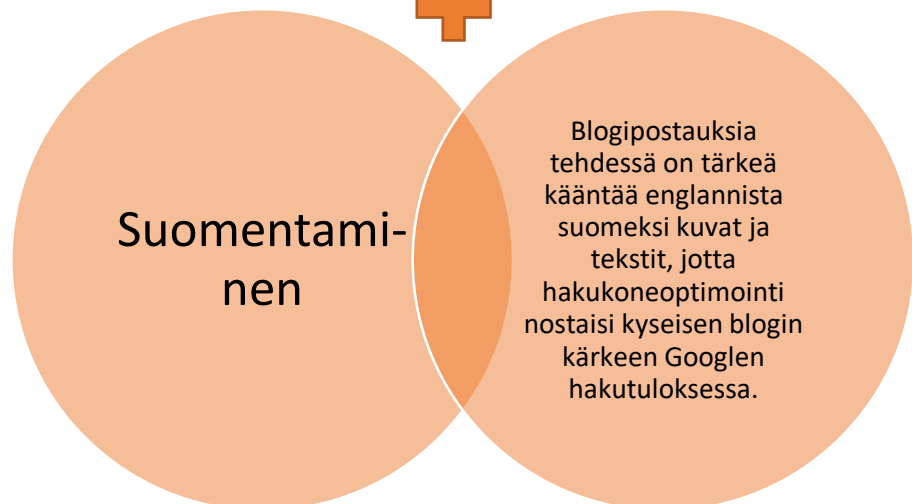 Suomentami-
nen
Blogipostauksia
tehdessä on tärkeä
kääntää englannista
suomeksi kuvat ja
tekstit, jotta
hakukoneoptimointi
nostaisi kyseisen blogin
kärkeen Googlen
hakutuloksessa.